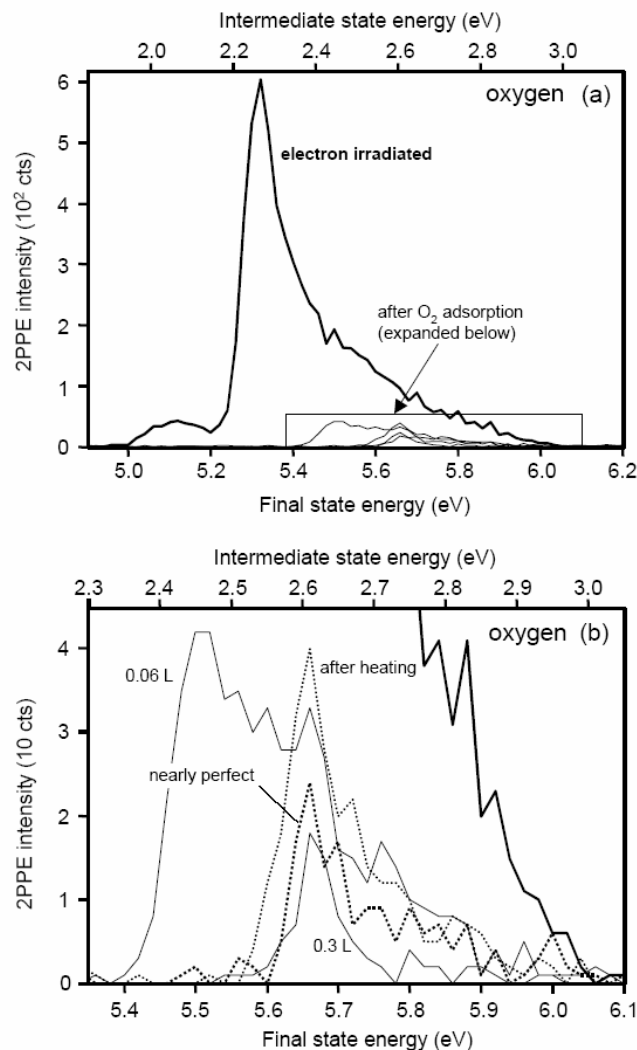 Intermediate state energy (eV)
2.0 2.2 2.4 2.6 2.8 3.0
oxygen (a)
6
5
4
3
2
1
0
2PPE intensity (10² cts)
electron irradiated
after O₂ adsorption
(expanded below)
5.0 5.2 5.4 5.6 5.8 6.0 6.2
Final state energy (eV)
Intermediate state energy (eV)
2.3 2.4 2.5 2.6 2.7 2.8 2.9 3.0
oxygen (b)
4
3
2
1
0
2PPE intensity (10 cts)
0.06 L
after heating
nearly perfect
0.3 L
5.4 5.5 5.6 5.7 5.8 5.9 6.0 6.1
Final state energy (eV)